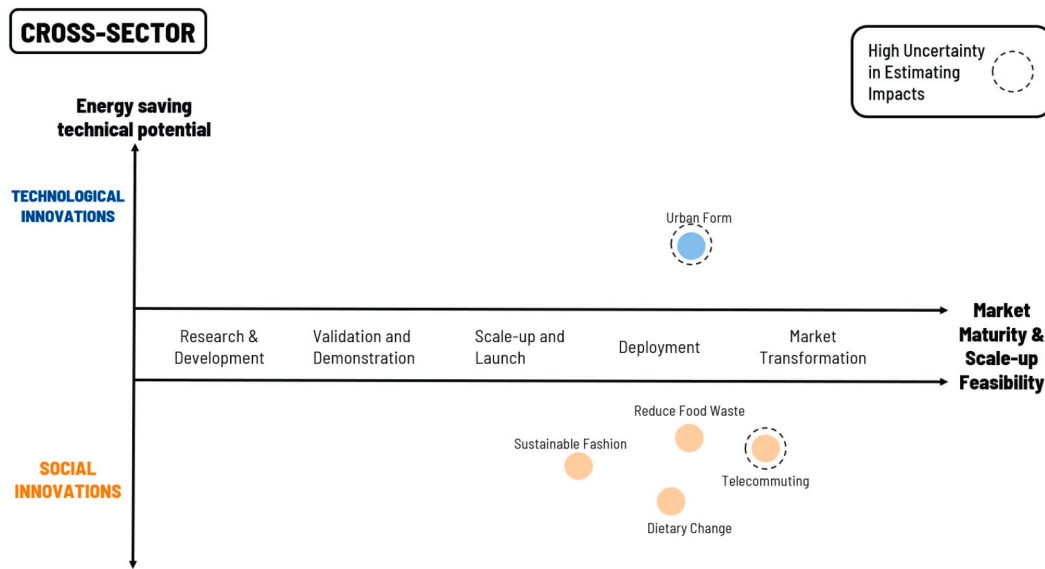 CROSS-SECTOR
High Uncertainty
in Estimating
Impacts
Energy saving
technical potential
TECHNOLOGICAL
INNOVATIONS
Urban Form
Research &
Development
Validation and
Demonstration
Scale-up and
Launch
Deployment
Market
Transformation
Market
Maturity &
Scale-up
Feasibility
Reduce Food Waste
Sustainable Fashion
Telecommuting
Dietary Change
SOCIAL
INNOVATIONS